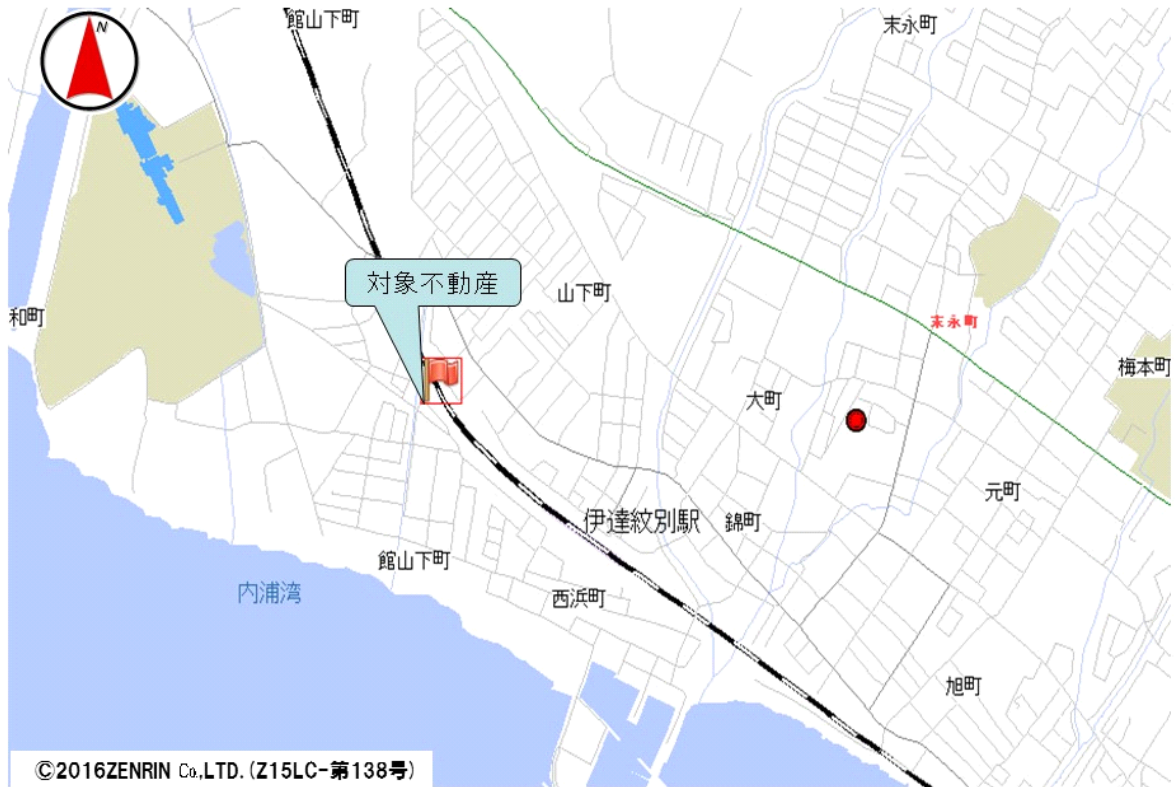 館山下町
末永町
N
対象不動産
山下町
和町
末永町
梅本町
大町
元町
伊達紋別駅
錦町
館山下町
内浦湾
西浜町
旭町
©2016ZENRIN Co,LTD.(Z15LC-第138号)